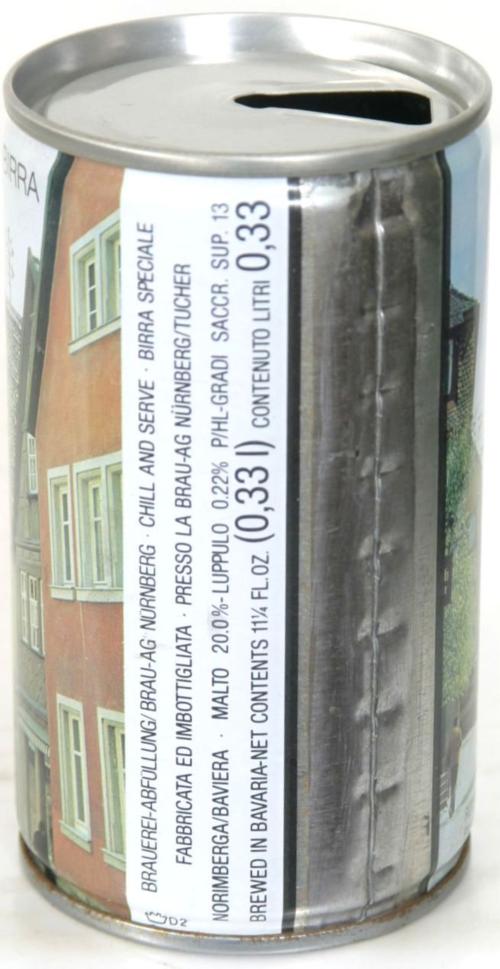 BIRRA
BRAUEREI-ABFÜLLUNG/BRAU-AG NÜRNBERG · CHILL AND SERVE · BIRRA SPECIALE
FABBRICATA ED IMBOTTIGLIATA · PRESSO LA BRAU-AG NÜRNBERG/TUCHER
NORIMBERGA/BAVIERA · MALTO 20.0%-LUPPULO 0.22% P/HL-GRADI SACCR. SUP. 13
BREWED IN BAVARIA-NET CONTENTS 11¼ FL.OZ. (0,33 l) CONTENUTO LITRI 0,33
D2